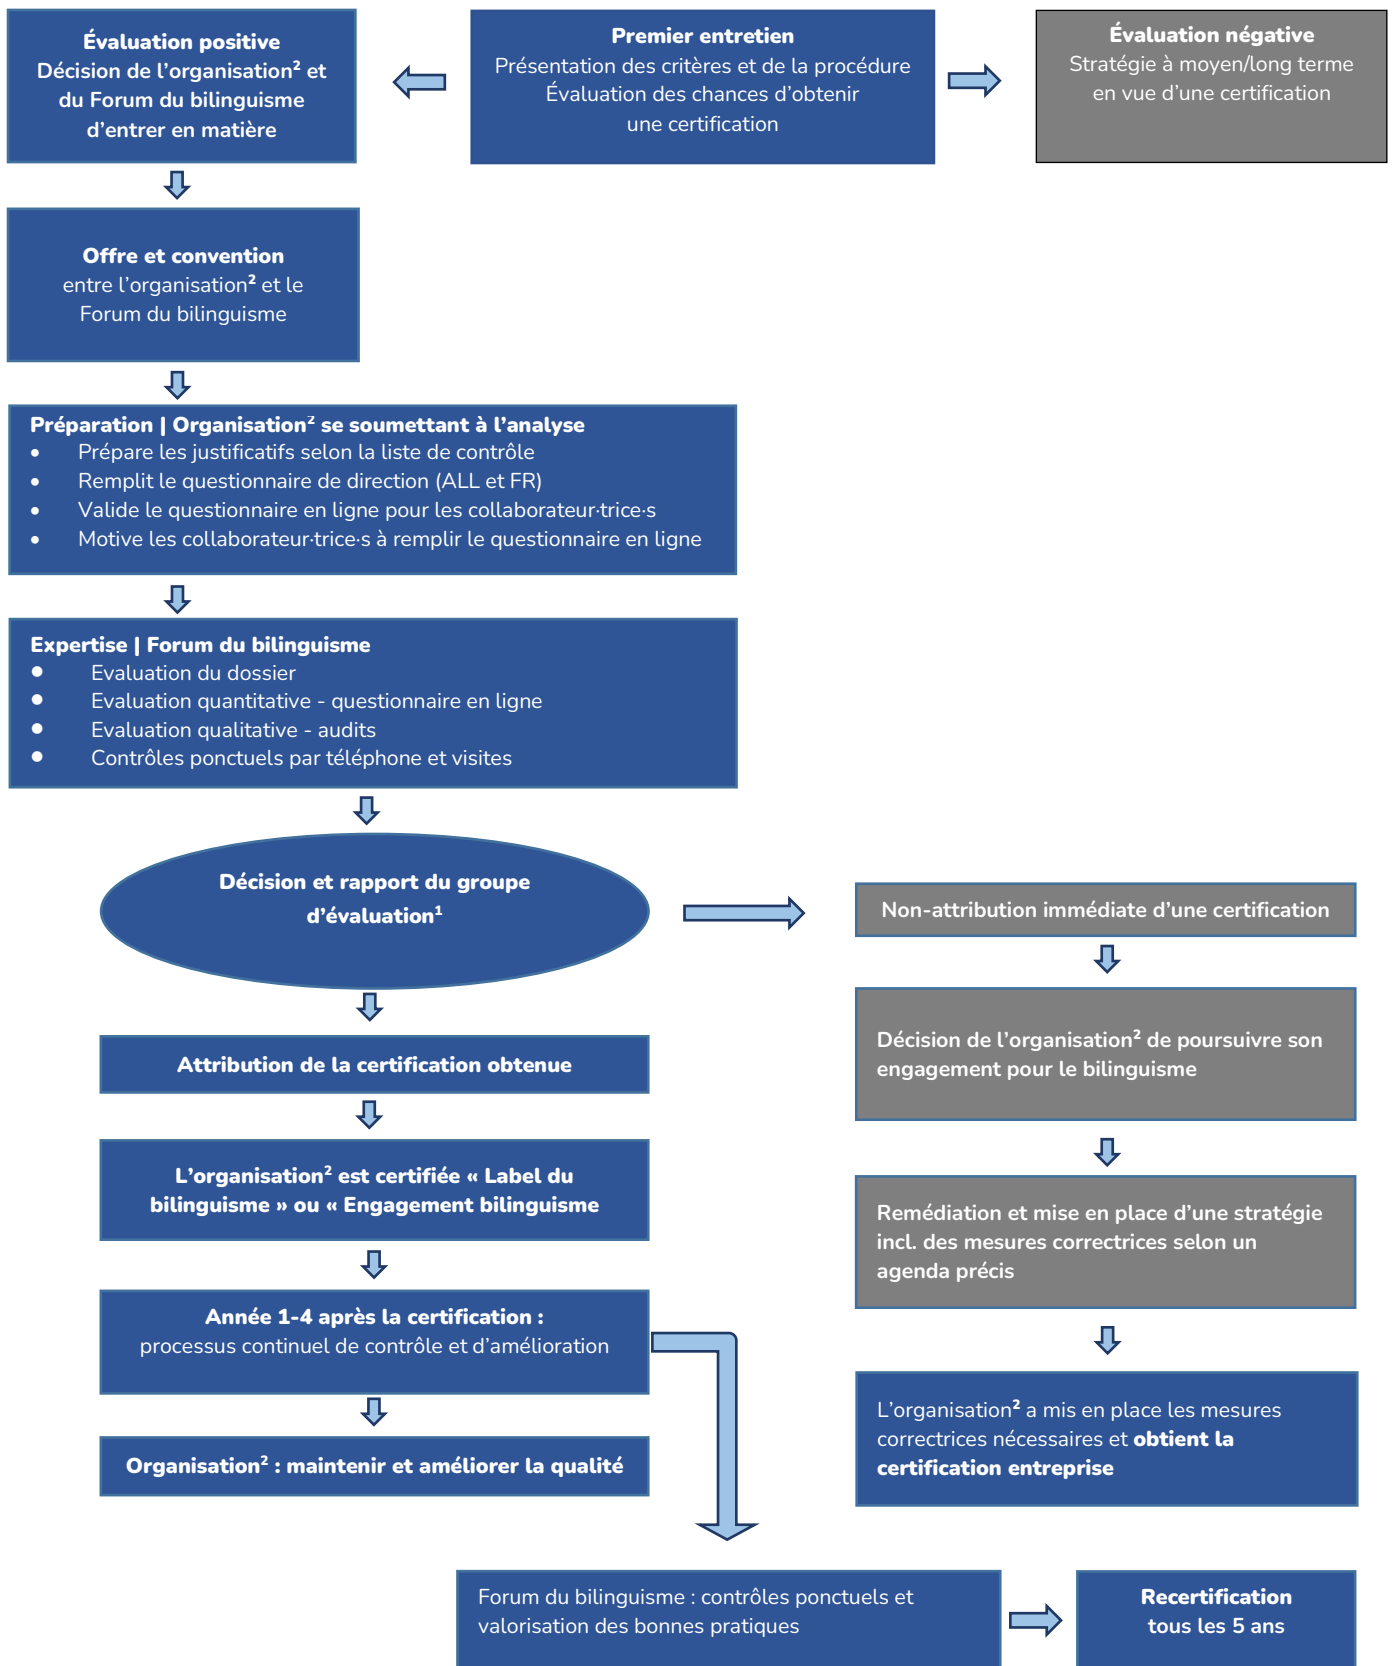 Évaluation positive
Décision de l’organisation² et
du Forum du bilinguisme
d’entrer en matière
Premier entretien
Présentation des critères et de la procédure
Évaluation des chances d’obtenir
une certification
Évaluation négative
Stratégie à moyen/long terme
en vue d’une certification
Offre et convention
entre l’organisation² et le
Forum du bilinguisme
Préparation | Organisation² se soumettant à l’analyse
• Prépare les justificatifs selon la liste de contrôle
• Remplit le questionnaire de direction (ALL et FR)
• Valide le questionnaire en ligne pour les collaborateur·trice·s
• Motive les collaborateur·trice·s à remplir le questionnaire en ligne
Expertise | Forum du bilinguisme
• Evaluation du dossier
• Evaluation quantitative - questionnaire en ligne
• Evaluation qualitative - audits
• Contrôles ponctuels par téléphone et visites
Décision et rapport du groupe
d’évaluation¹
Attribution de la certification obtenue
L’organisation² est certifiée « Label du
bilinguisme » ou « Engagement bilinguisme
Année 1-4 après la certification :
processus continuel de contrôle et d’amélioration
Organisation² : maintenir et améliorer la qualité
Non-attribution immédiate d’une certification
Décision de l’organisation² de poursuivre son
engagement pour le bilinguisme
Remédiation et mise en place d’une stratégie
incl. des mesures correctrices selon un
agenda précis
L’organisation² a mis en place les mesures
correctrices nécessaires et obtient la
certification entreprise
Forum du bilinguisme : contrôles ponctuels et
valorisation des bonnes pratiques
Recertification
tous les 5 ans